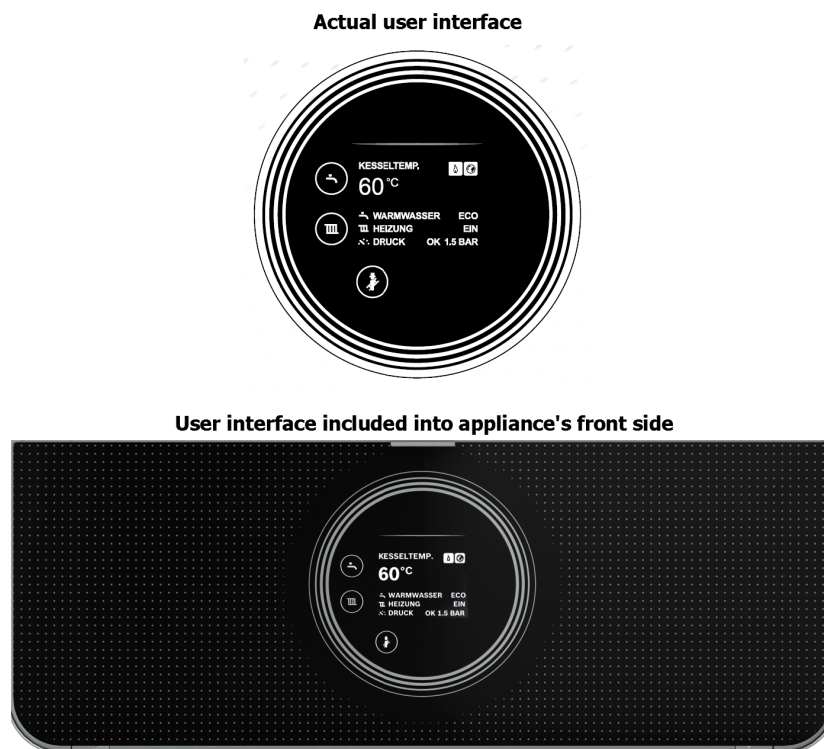 Actual user interface
KESSELTEMP.
60 °C
WARMWASSER ECO
HEIZUNG EIN
DRUCK OK 1.5 BAR
User interface included into appliance's front side
KESSELTEMP.
60°C
WARMWASSER ECO
HEIZUNG EIN
DRUCK OK 1.5 BAR